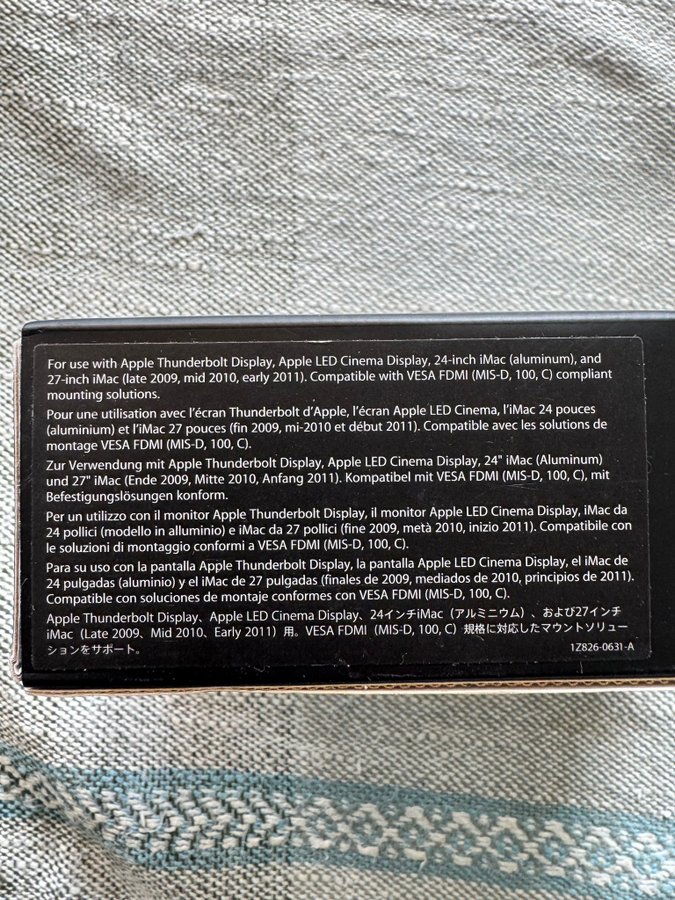 For use with Apple Thunderbolt Display, Apple LED Cinema Display, 24-inch iMac (aluminum), and
27-inch iMac (late 2009, mid 2010, early 2011). Compatible with VESA FDMI (MIS-D, 100, C) compliant
mounting solutions.
Pour une utilisation avec l’écran Thunderbolt d’Apple, l’écran Apple LED Cinema, l’iMac 24 pouces
(aluminium) et l’iMac 27 pouces (fin 2009, mi-2010 et début 2011). Compatible avec les solutions de
montage VESA FDMI (MIS-D, 100, C).
Zur Verwendung mit Apple Thunderbolt Display, Apple LED Cinema Display, 24" iMac (Aluminum)
und 27" iMac (Ende 2009, Mitte 2010, Anfang 2011). Kompatibel mit VESA FDMI (MIS-D, 100, C), mit
Befestigungslösungen konform.
Per un utilizzo con il monitor Apple Thunderbolt Display, il monitor Apple LED Cinema Display, iMac da
24 pollici (modello in alluminio) e iMac da 27 pollici (fine 2009, metà 2010, inizio 2011). Compatibile con
le soluzioni di montaggio conformi a VESA FDMI (MIS-D, 100, C).
Para su uso con la pantalla Apple Thunderbolt Display, la pantalla Apple LED Cinema Display, el iMac de
24 pulgadas (aluminio) y el iMac de 27 pulgadas (finales de 2009, mediados de 2010, principios de 2011).
Compatible con soluciones de montaje conformes con VESA FDMI (MIS-D, 100, C).
Apple Thunderbolt Display、Apple LED Cinema Display、24インチiMac（アルミニウム）、および27インチ
iMac（Late 2009、Mid 2010、Early 2011）用。VESA FDMI（MIS-D, 100, C）規格に対応したマウントソリュー
ションをサポート。 1Z826-0631-A